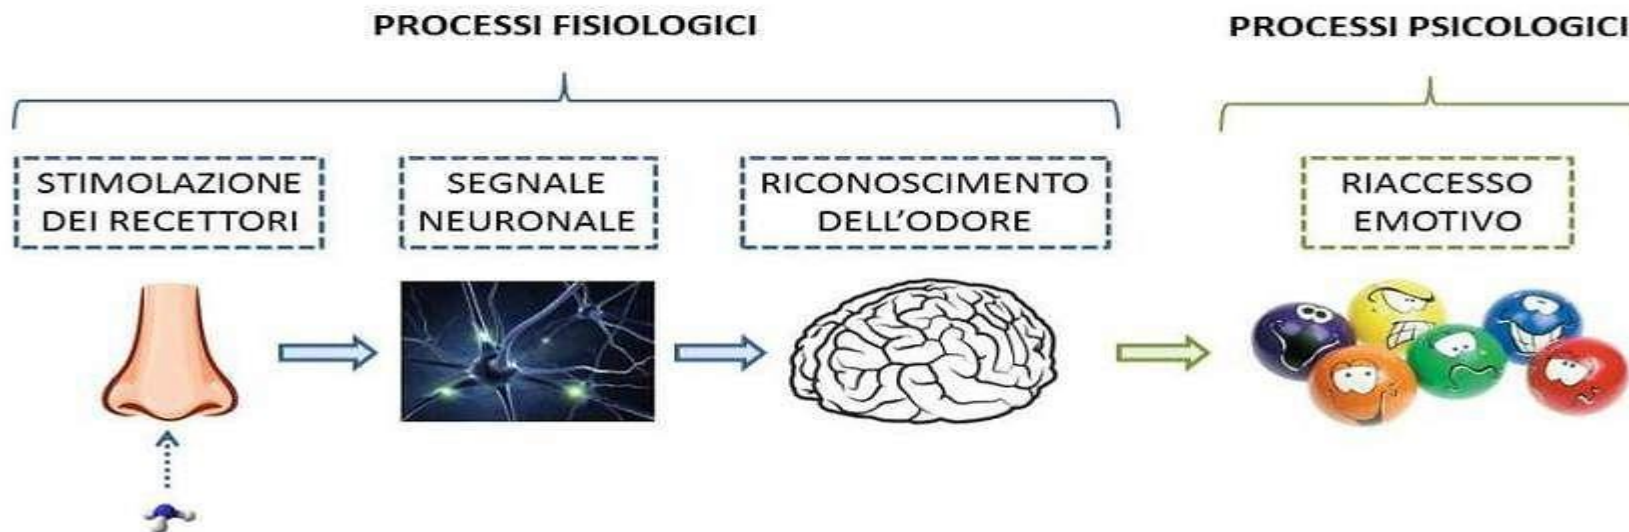 PROCESSI FISIOLOGICI
PROCESSI PSICOLOGICI
STIMOLAZIONE
DEI RECETTORI
SEGNALE
NEURONALE
RICONOSCIMENTO
DELL'ODORE
RIACCESSO
EMOTIVO